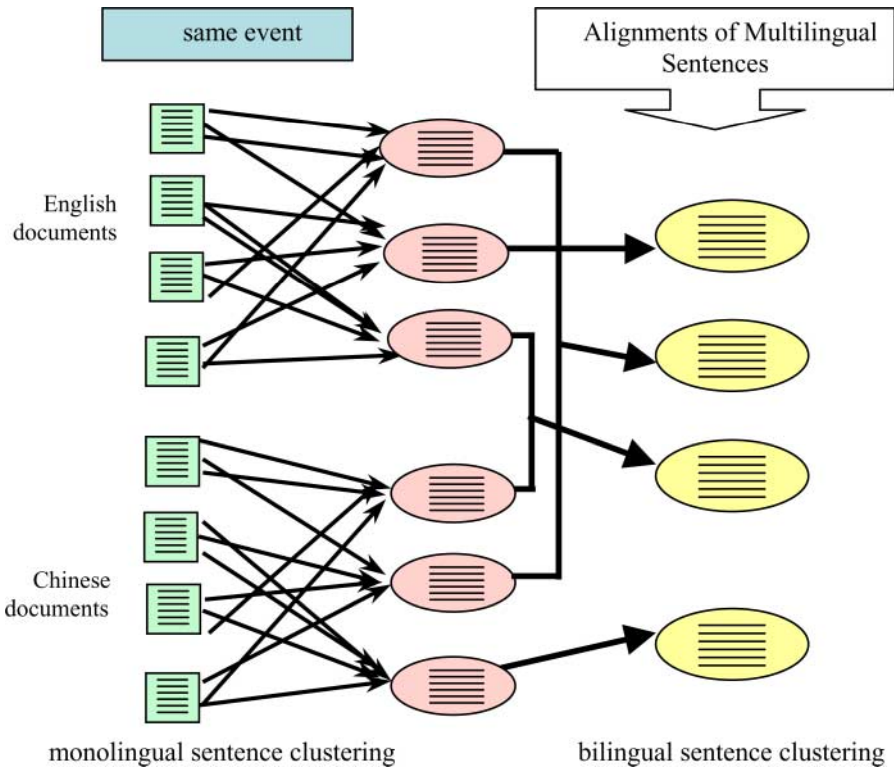 same event
Alignments of Multilingual
Sentences
English
documents
Chinese
documents
monolingual sentence clustering
bilingual sentence clustering